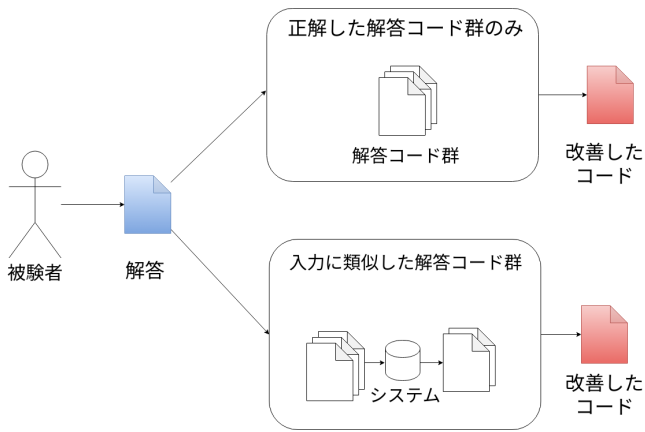 正解した解答コード群のみ
解答コード群
改善した
コード
被験者
解答
入力に類似した解答コード群
システム
改善した
コード